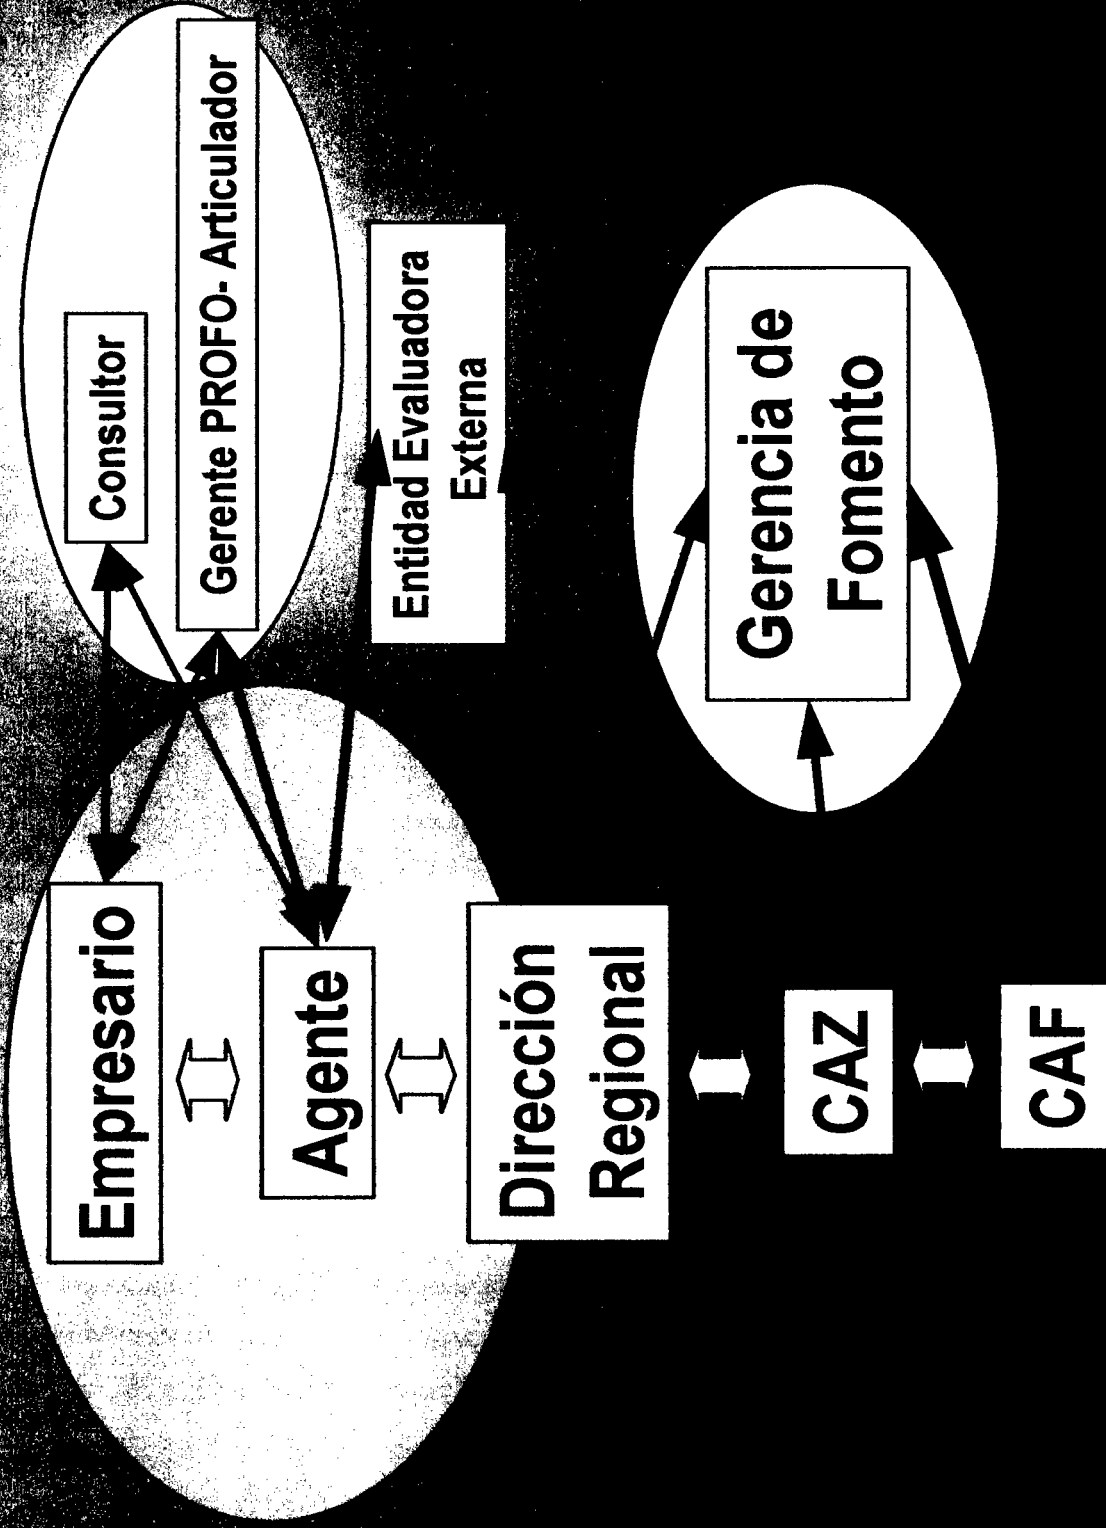 Empresario
Consultor
Gerente PROFO- Articulador
Agente
Entidad Evaluadora
Externa
Dirección
Regional
Gerencia de
Fomento
CAZ
CAF